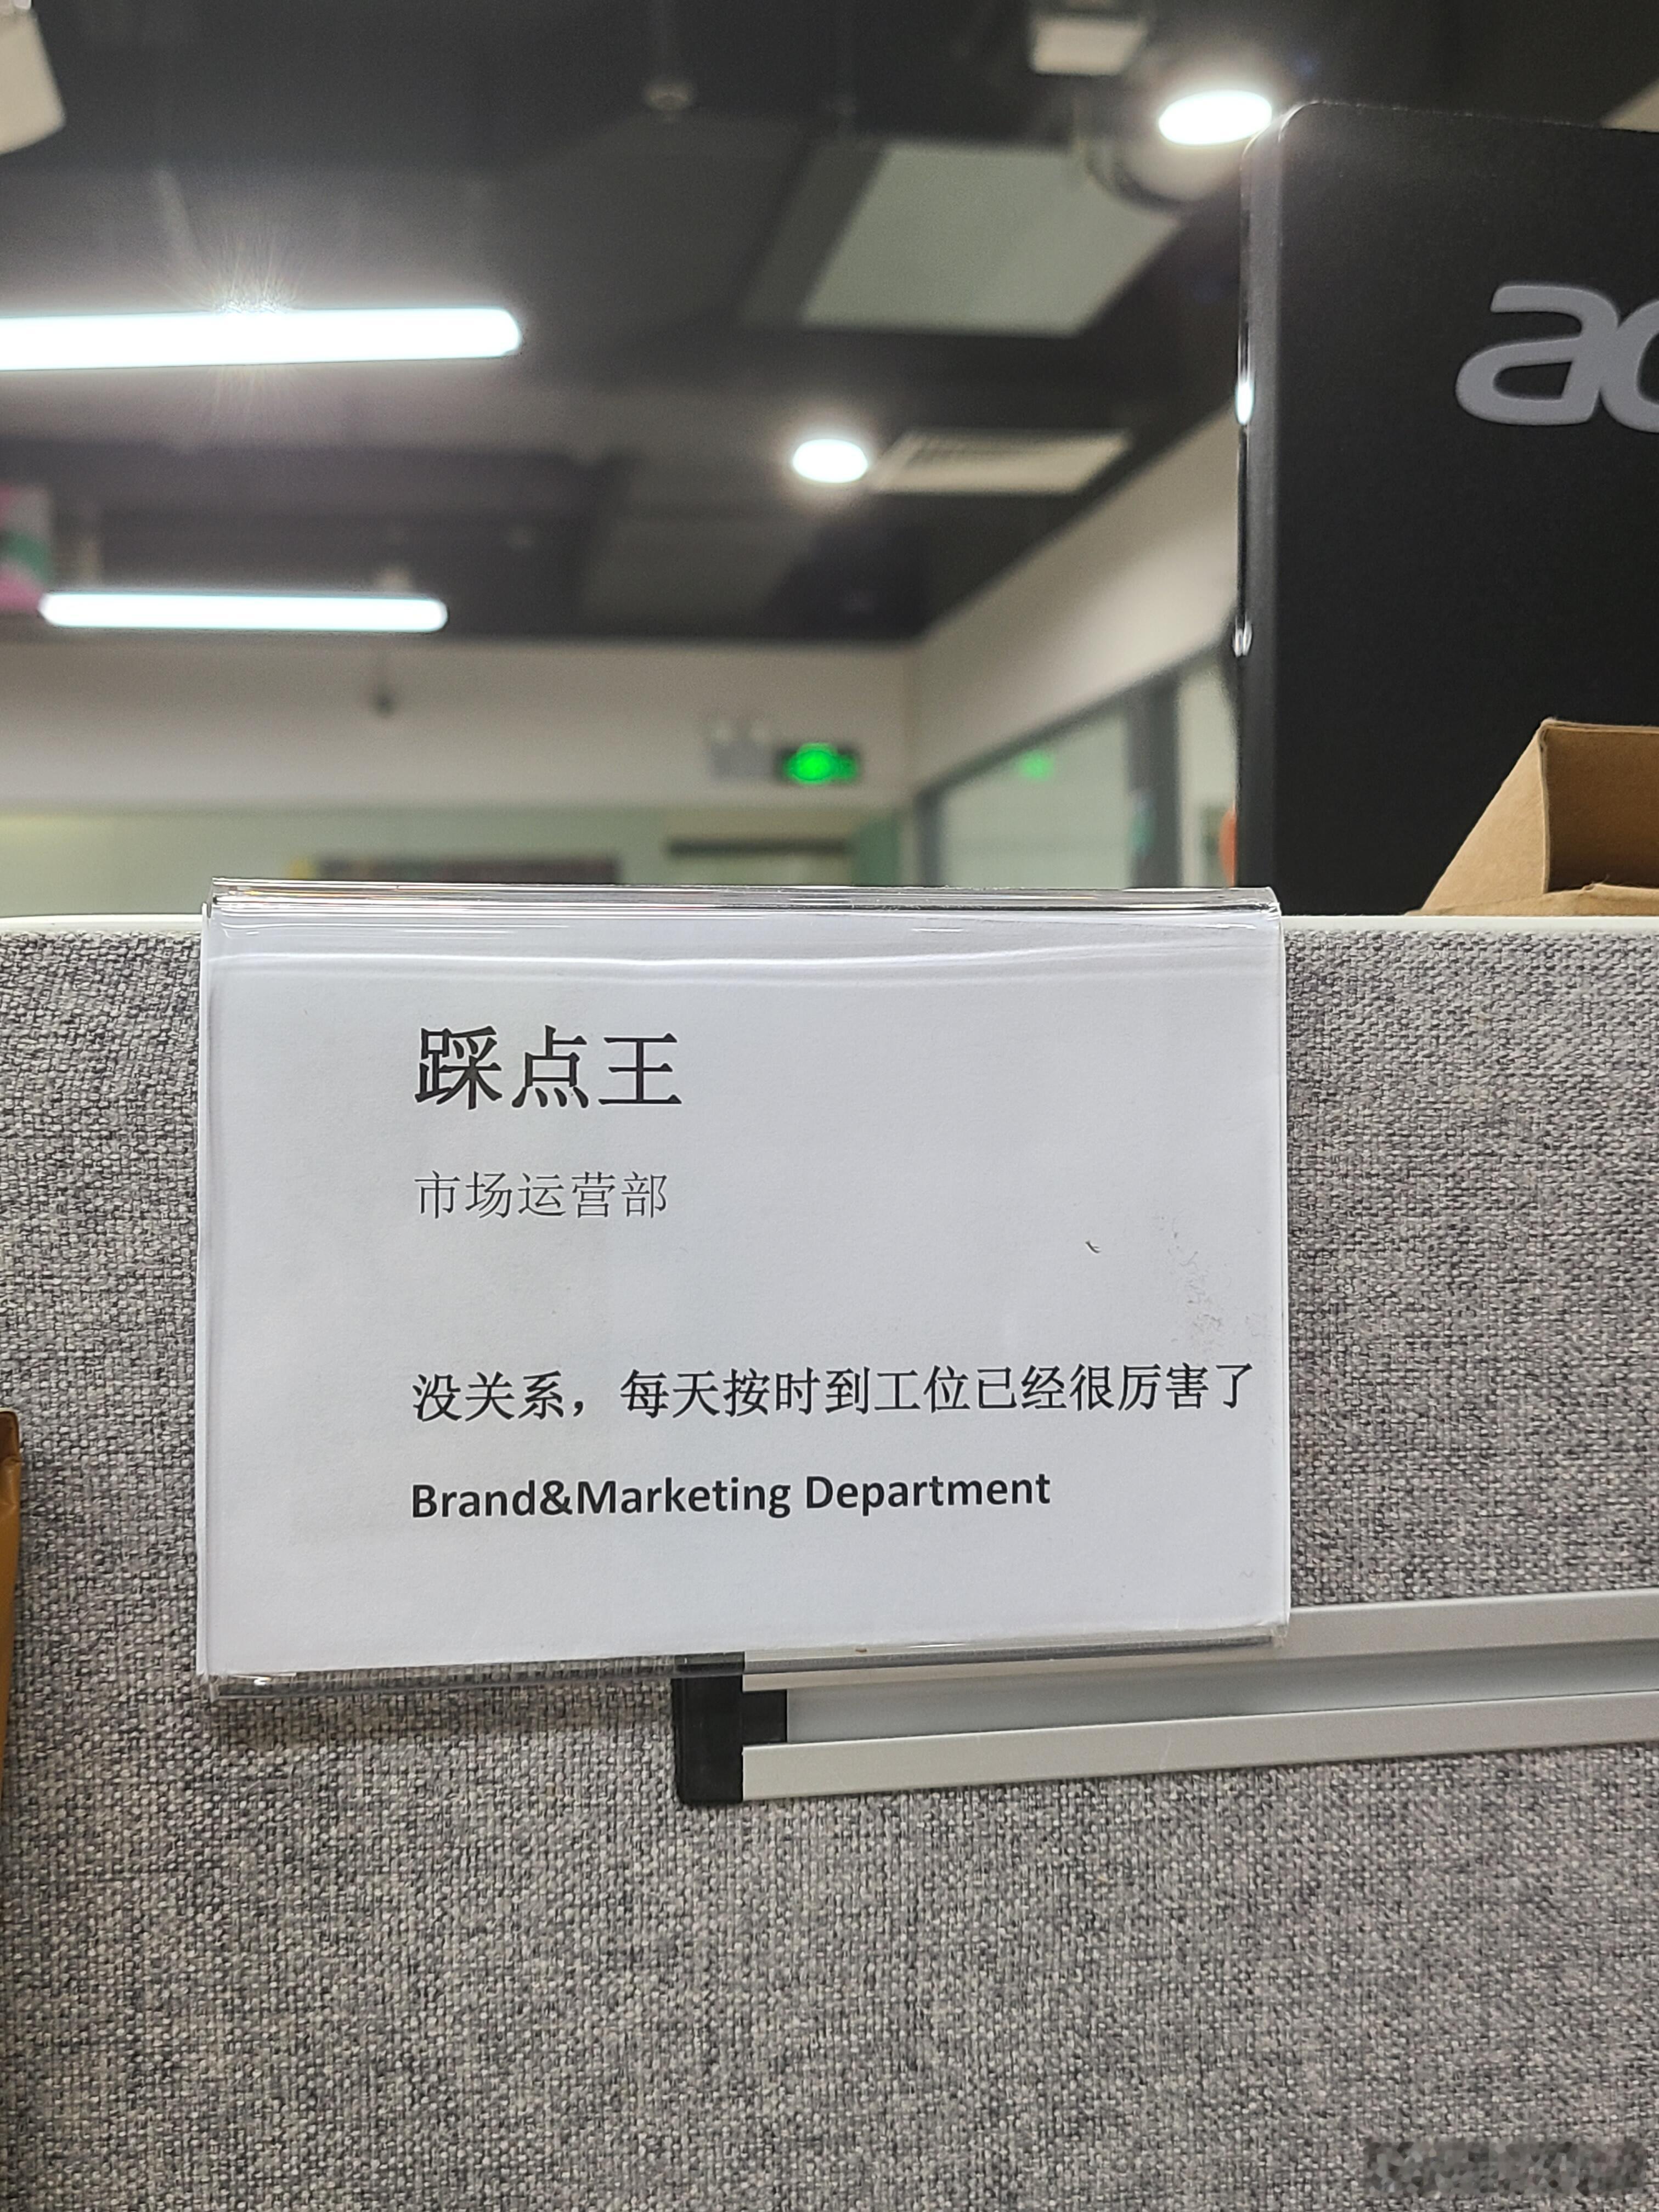 ac
踩点王
市场运营部
没关系，每天按时到工位已经很厉害了
Brand&Marketing Department